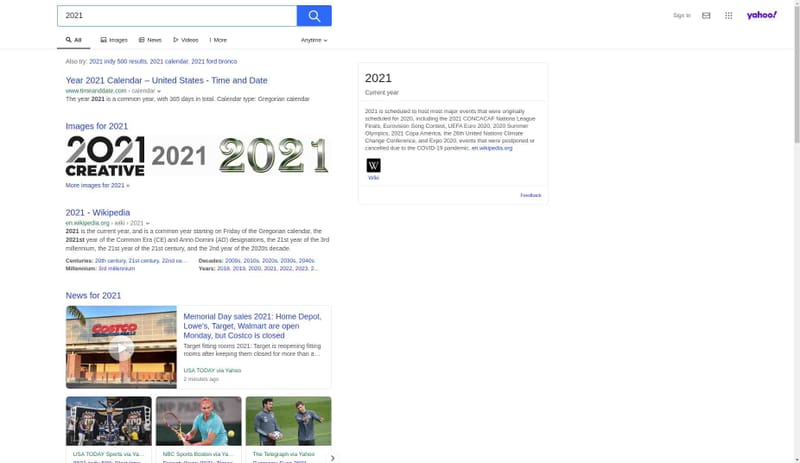 2021
Sign in
yahoo!
All
Images
News
Videos
More
Anytime
Also try: 2021 indy 500 results, 2021 calendar, 2021 ford bronco
Year 2021 Calendar – United States - Time and Date
www.timeanddate.com › calendar
The year 2021 is a common year, with 365 days in total. Calendar type: Gregorian calendar
Images for 2021
2021
CREATIVE
2021
2021
More images for 2021 »
2021 - Wikipedia
en.wikipedia.org › wiki › 2021
2021 is the current year, and is a common year starting on Friday of the Gregorian calendar, the
2021st year of the Common Era (CE) and Anno Domini (AD) designations, the 21st year of the 3rd
millennium, the 21st year of the 21st century, and the 2nd year of the 2020s decade.
Centuries: 20th century, 21st century, 22nd ce...
Decades: 2000s, 2010s, 2020s, 2030s, 2040s
Millennium: 3rd millennium
Years: 2018, 2019, 2020, 2021, 2022, 2023, 2...
News for 2021
COSTCO
Memorial Day sales 2021: Home Depot,
Lowe's, Target, Walmart are open
Monday, but Costco is closed
Target fitting rooms 2021: Target is reopening fitting
rooms after keeping them closed for more than a...
USA TODAY via Yahoo
2 minutes ago
USA TODAY Sports via Ya...
NBC Sports Boston via Ya...
The Telegraph via Yahoo
2021
Current year
2021 is scheduled to host most major events that were originally
scheduled for 2020, including the 2021 CONCACAF Nations League
Finals, Eurovision Song Contest, UEFA Euro 2020, 2020 Summer
Olympics, 2021 Copa America, the 26th United Nations Climate
Change Conference, and Expo 2020, events that were postponed or
cancelled due to the COVID-19 pandemic. en.wikipedia.org
W
Wiki
Feedback